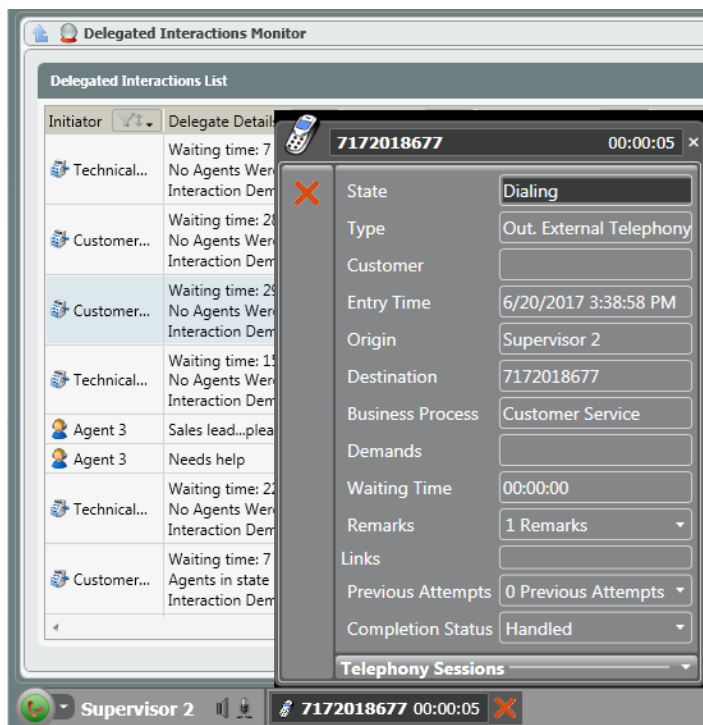 Delegated Interactions Monitor
Delegated Interactions List
Initiator Delegate Detail
Technical... Waiting time: 7
No Agents Wer
Interaction Dem
Customer... Waiting time: 28
No Agents Wer
Interaction Dem
Customer... Waiting time: 29
No Agents Wer
Interaction Dem
Technical... Waiting time: 15
No Agents Wer
Interaction Dem
Agent 3 Sales lead...plea
Agent 3 Needs help
Technical... Waiting time: 22
No Agents Wer
Interaction Dem
Customer... Waiting time: 7
Agents in state
Interaction Dem
7172018677 00:00:05
State Dialing
Type Out. External Telephony
Customer
Entry Time 6/20/2017 3:38:58 PM
Origin Supervisor 2
Destination 7172018677
Business Process Customer Service
Demands
Waiting Time 00:00:00
Remarks 1 Remarks
Links
Previous Attempts 0 Previous Attempts
Completion Status Handled
Telephony Sessions
Supervisor 2 7172018677 00:00:05